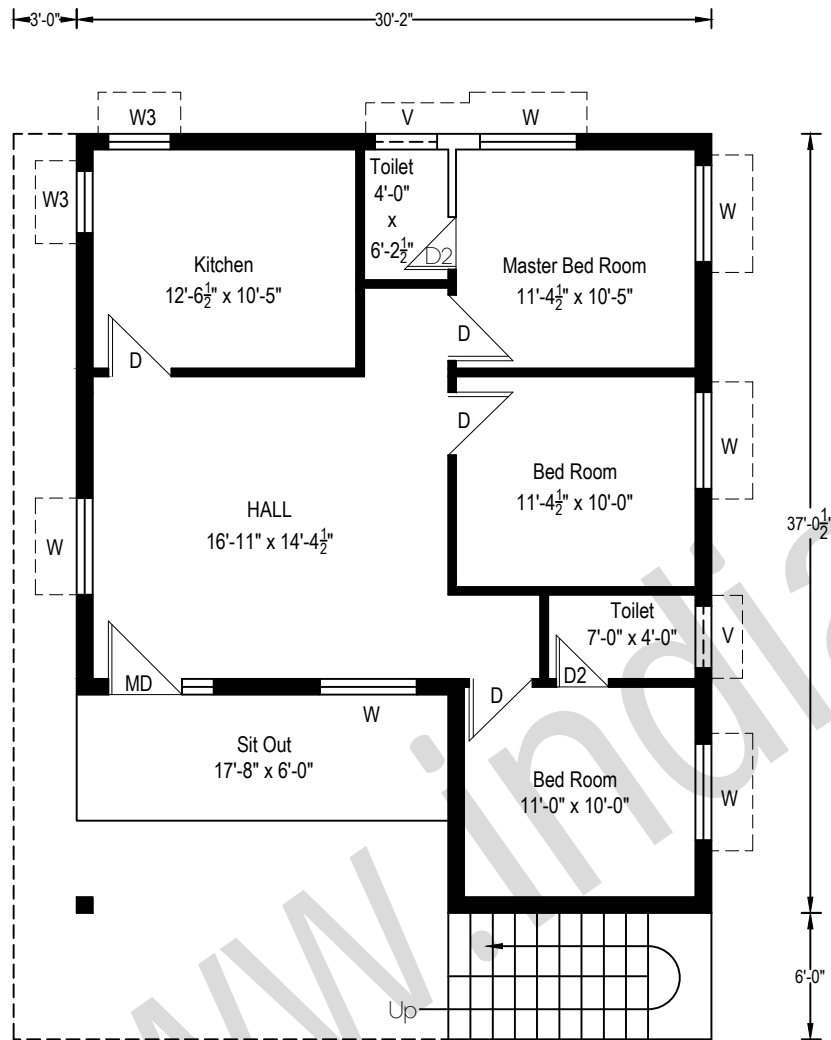 3'-0"
30'-2"
W3
V
W
W3
Toilet
4'-0"
x
6'-2½"
D2
W
Kitchen
12'-6½" x 10'-5"
Master Bed Room
11'-4½" x 10'-5"
D
D
D
W
Bed Room
11'-4½" x 10'-0"
HALL
16'-11" x 14'-4½"
W
37'-0½"
Toilet
7'-0" x 4'-0"
V
D2
MD
W
D
Sit Out
17'-8" x 6'-0"
Bed Room
11'-0" x 10'-0"
W
6'-0"
Up
www.india